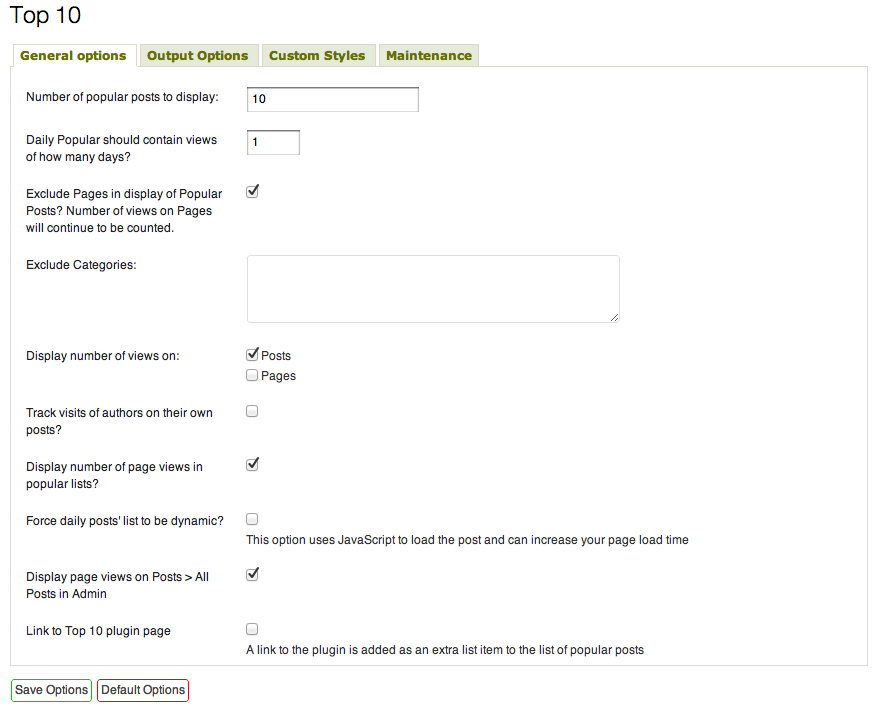 Top 10
General options
Output Options
Custom Styles
Maintenance
Number of popular posts to display:
10
Daily Popular should contain views
of how many days?
1
Exclude Pages in display of Popular
Posts? Number of views on Pages
will continue to be counted.
Exclude Categories:
Display number of views on:
Posts
Pages
Track visits of authors on their own
posts?
Display number of page views in
popular lists?
Force daily posts' list to be dynamic?
This option uses JavaScript to load the post and can increase your page load time
Display page views on Posts > All
Posts in Admin
Link to Top 10 plugin page
A link to the plugin is added as an extra list item to the list of popular posts
Save Options
Default Options